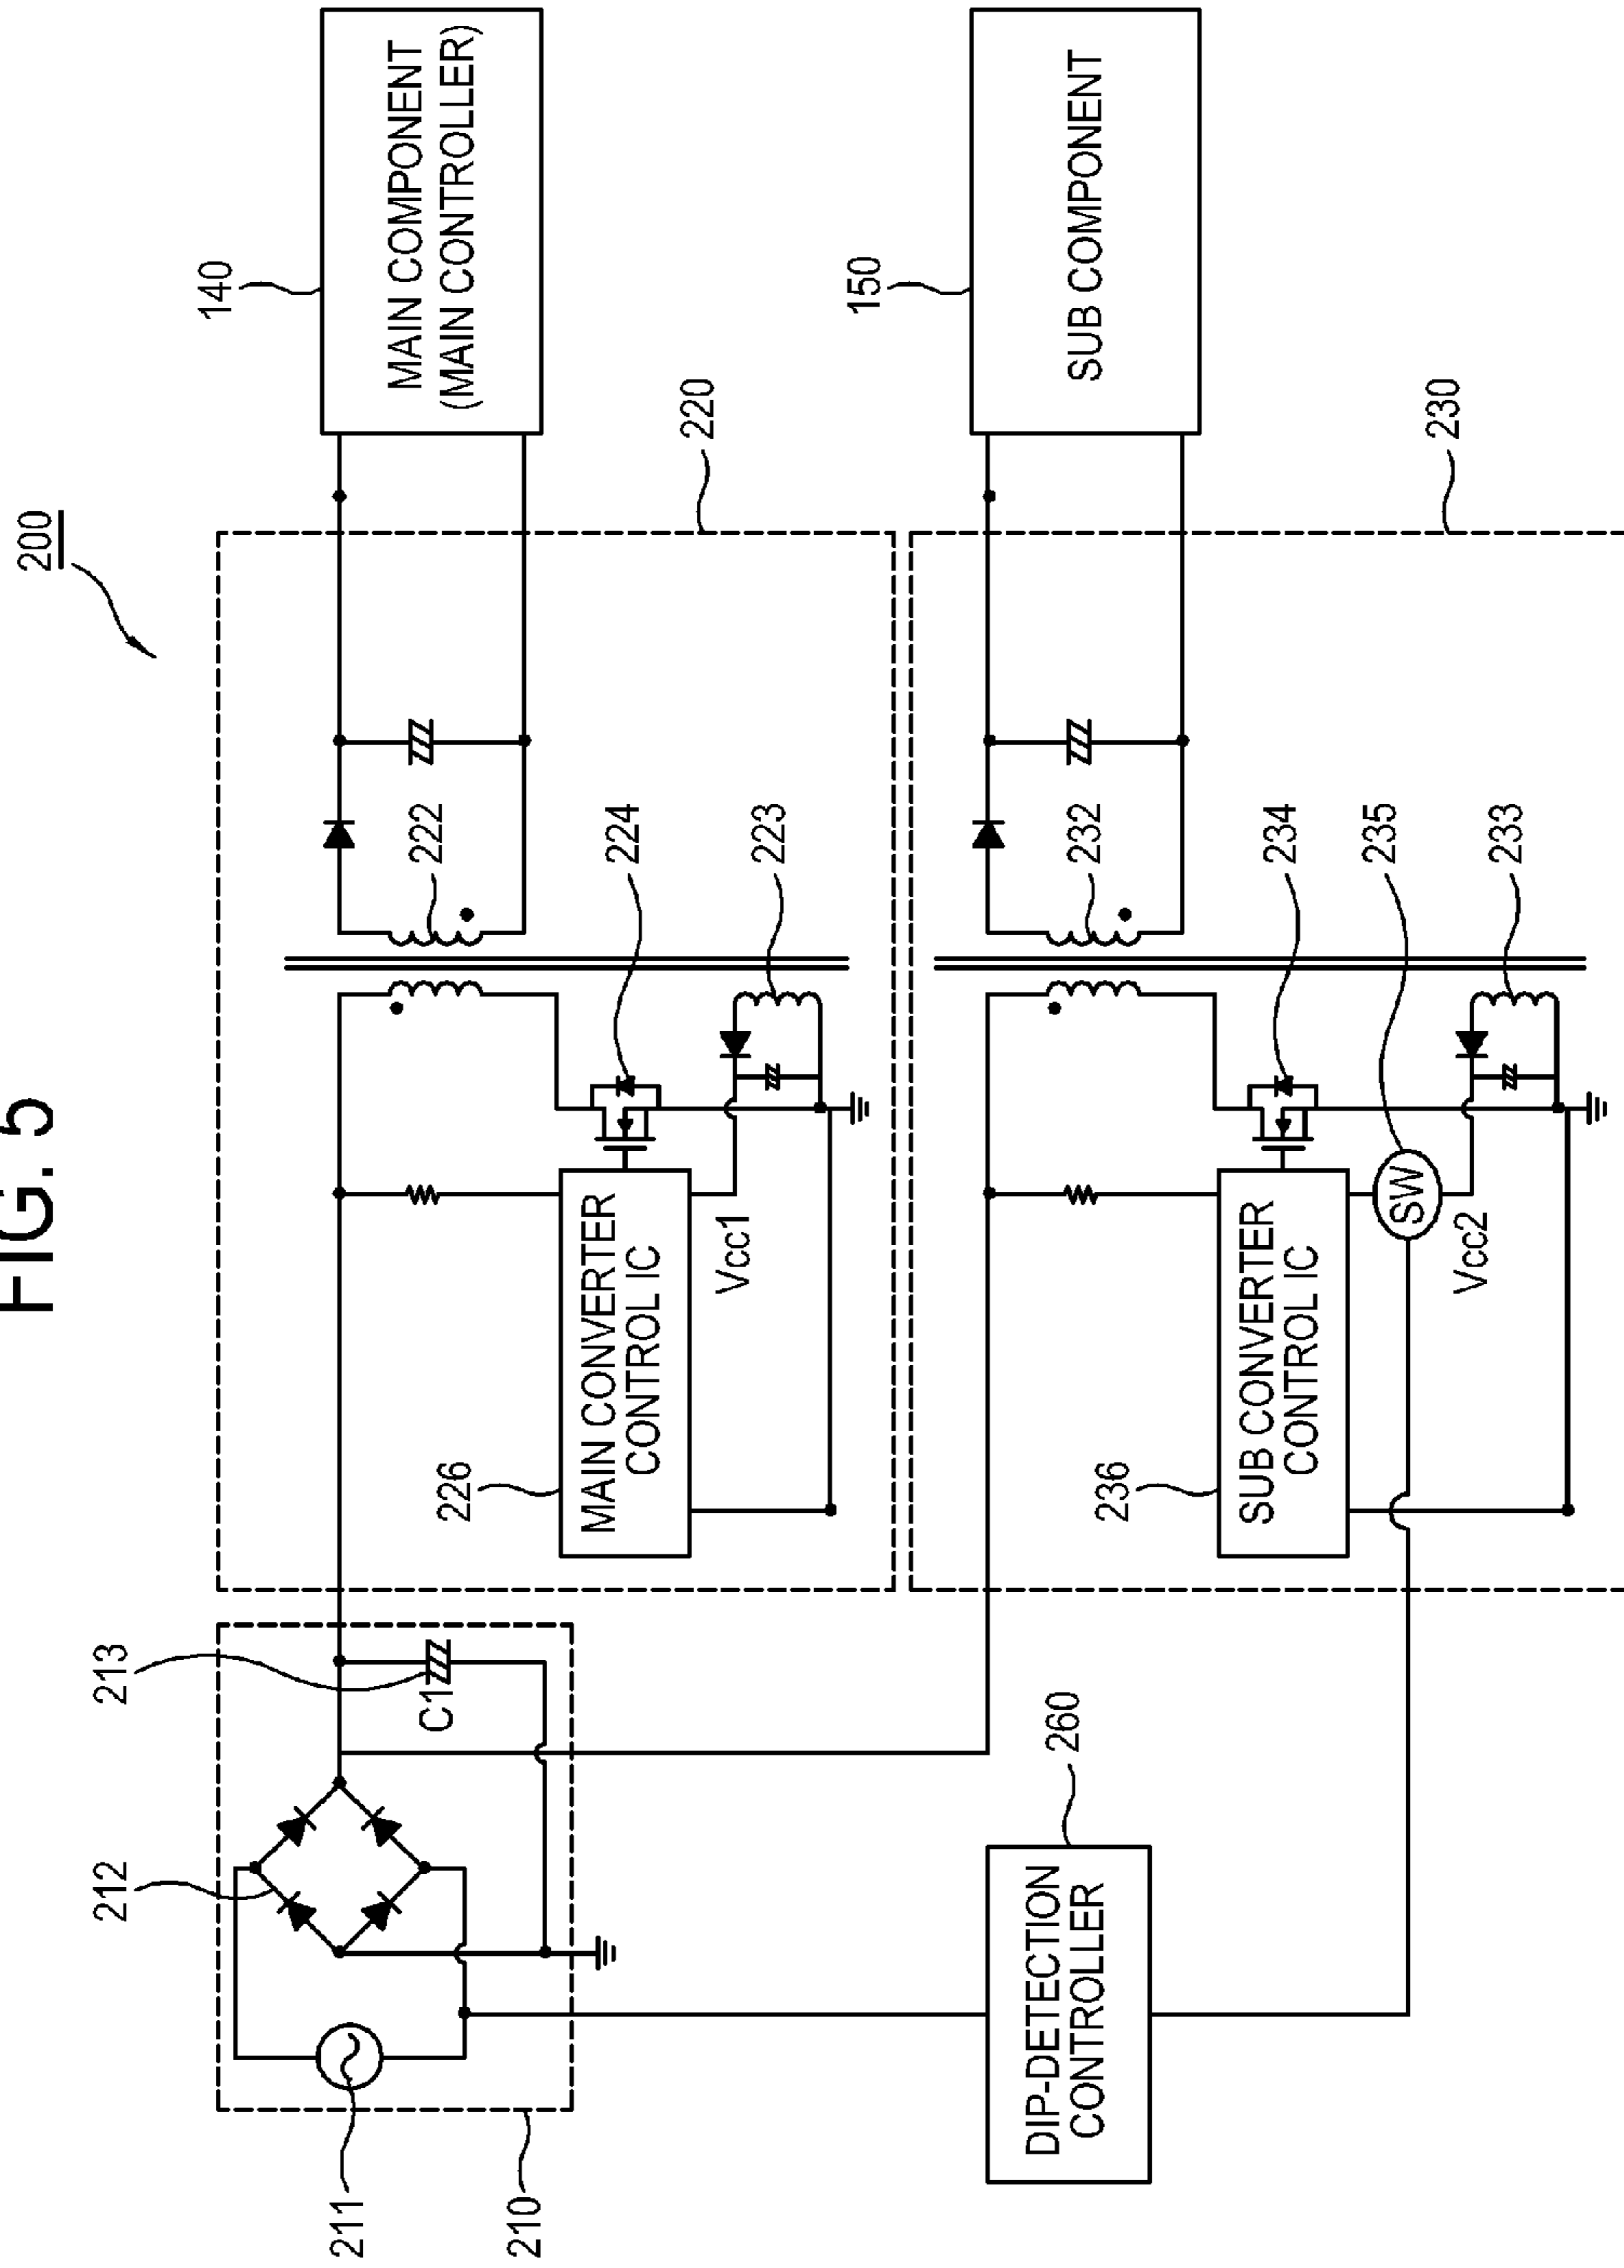 FIG. 5
200
210
211
212
213
C1
226
MAIN CONVERTER
CONTROL IC
Vcc1
222
224
223
220
140
MAIN COMPONENT
(MAIN CONTROLLER)
260
DIP-DETECTION
CONTROLLER
236
SUB CONVERTER
CONTROL IC
SW
Vcc2
232
234
235
233
230
150
SUB COMPONENT